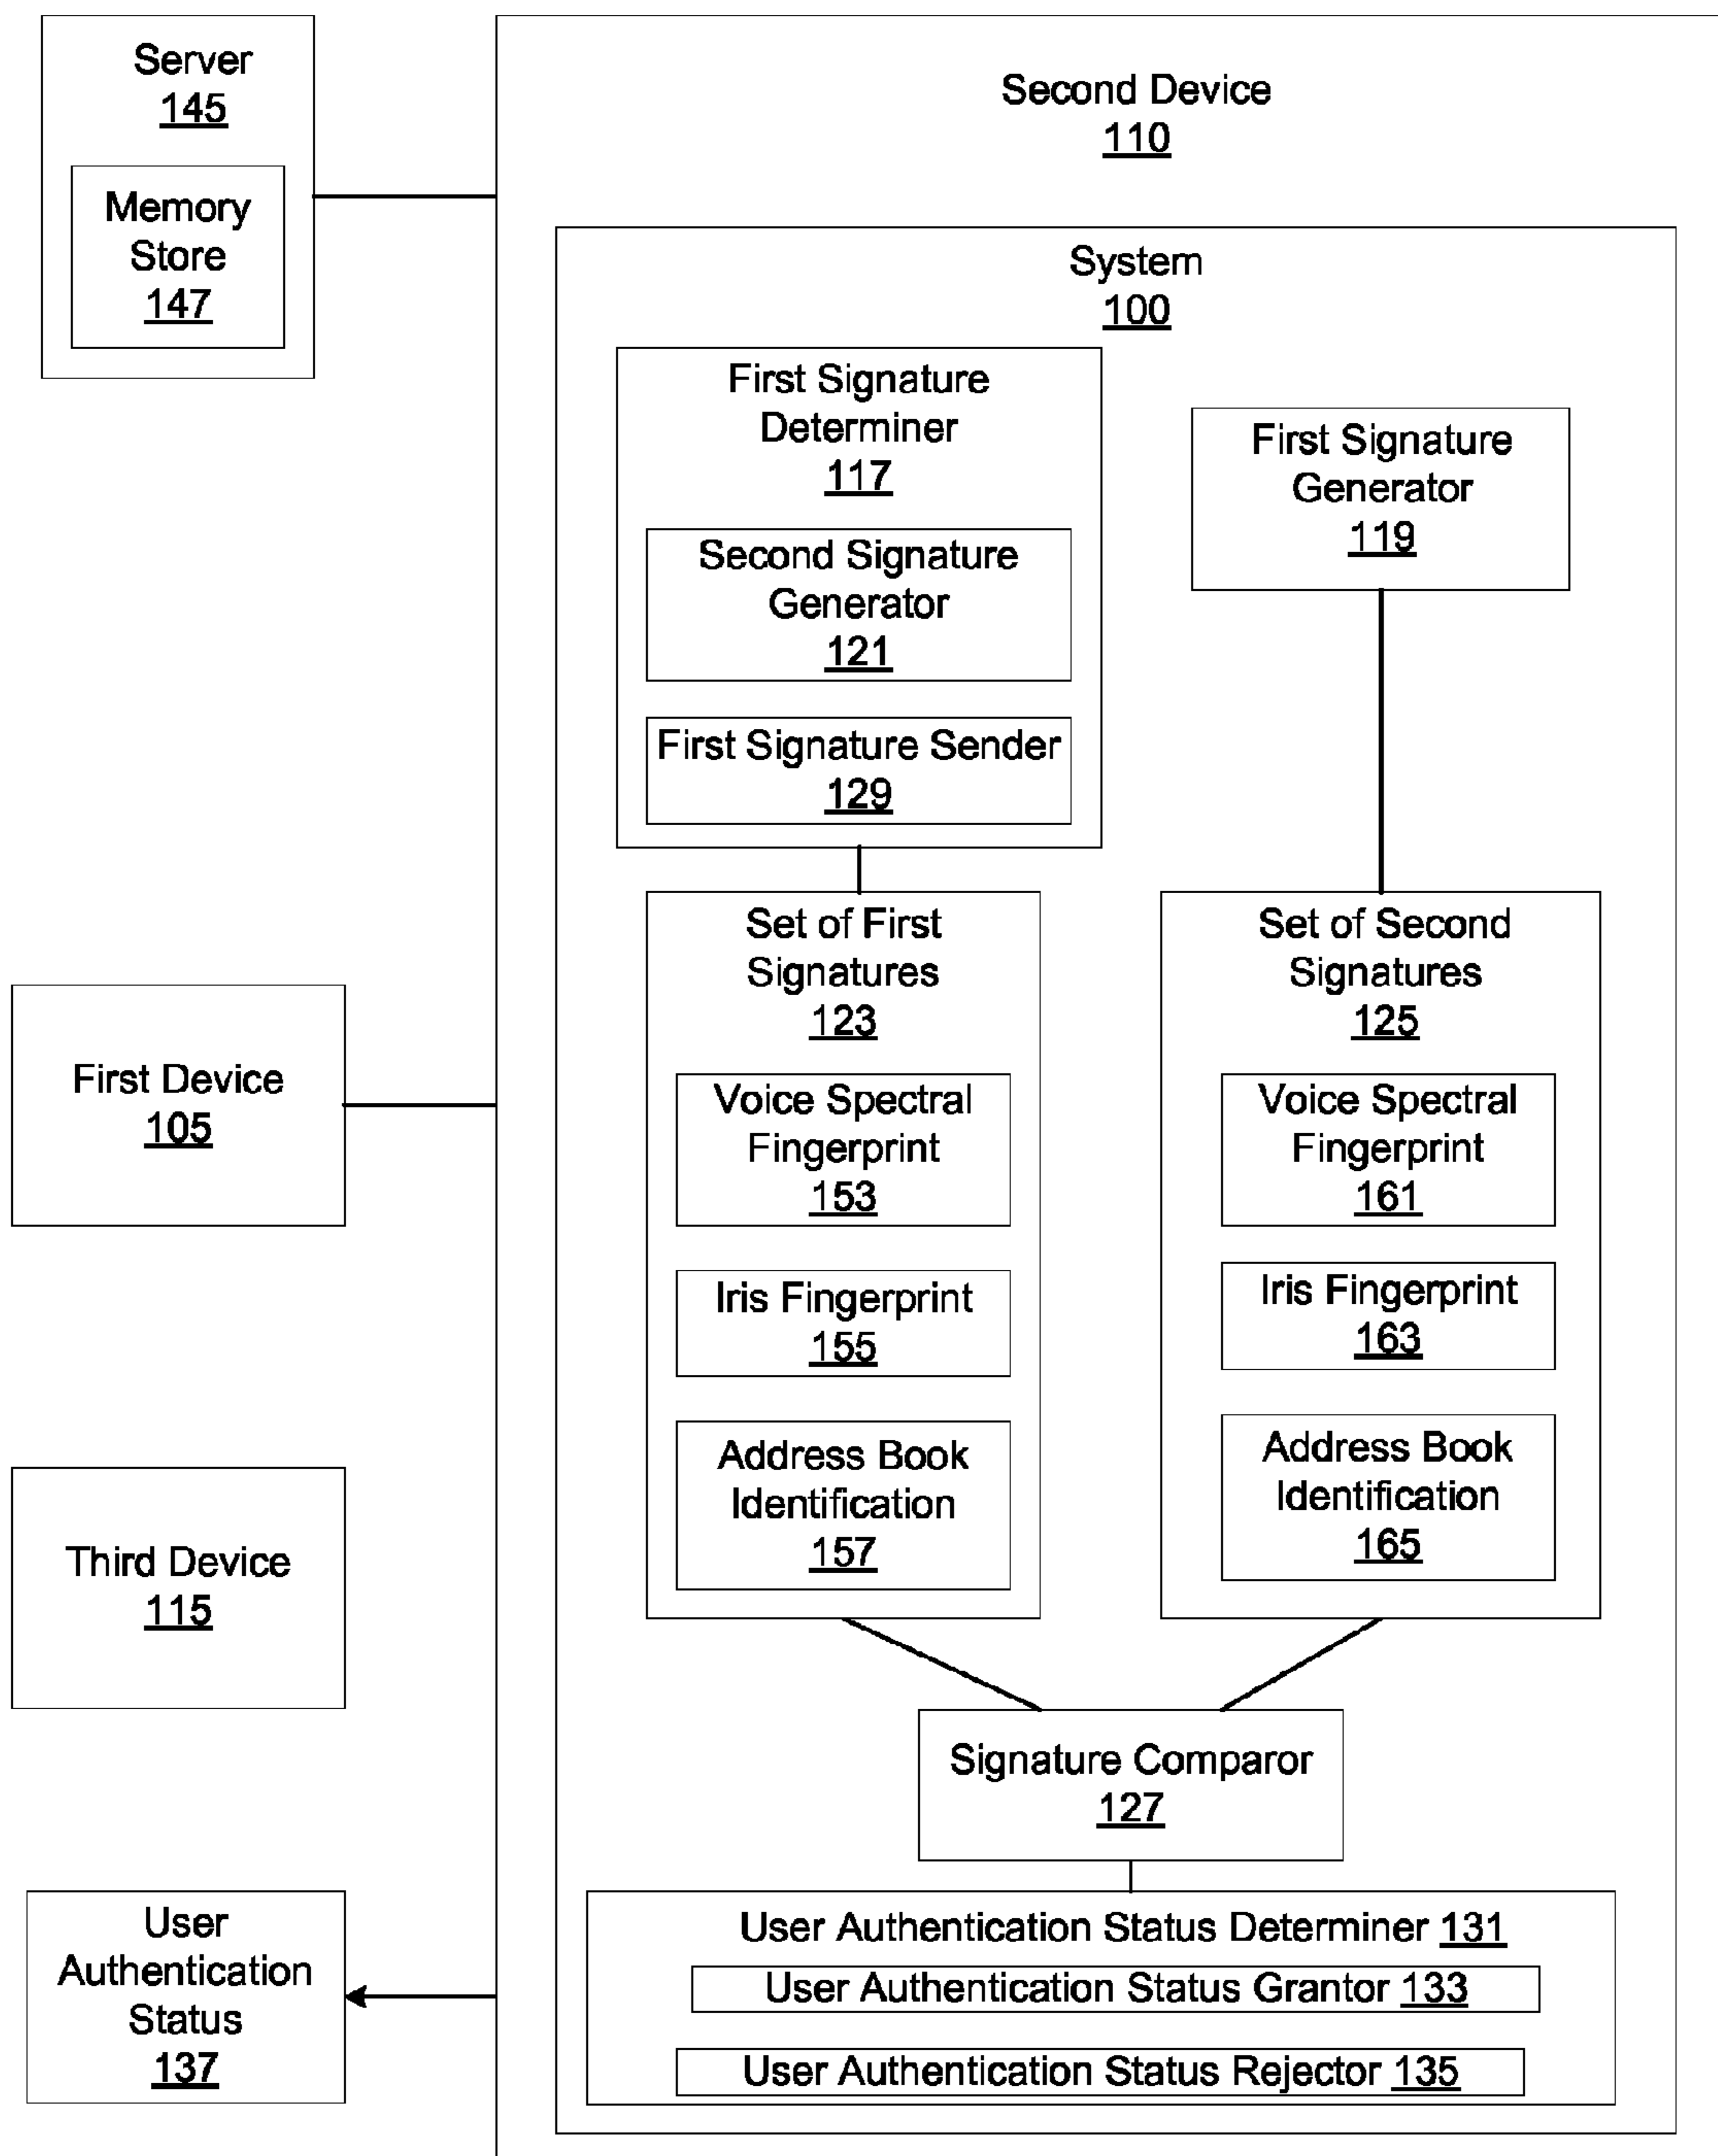 Server
145
Memory
Store
147
Second Device
110
System
100
First Signature
Determiner
117
Second Signature
Generator
121
First Signature Sender
129
First Signature
Generator
119
Set of First
Signatures
123
Voice Spectral
Fingerprint
153
Iris Fingerprint
155
Address Book
Identification
157
Set of Second
Signatures
125
Voice Spectral
Fingerprint
161
Iris Fingerprint
163
Address Book
Identification
165
First Device
105
Third Device
115
Signature Comparor
127
User Authentication Status Determiner 131
User Authentication Status Grantor 133
User Authentication Status Rejector 135
User
Authentication
Status
137